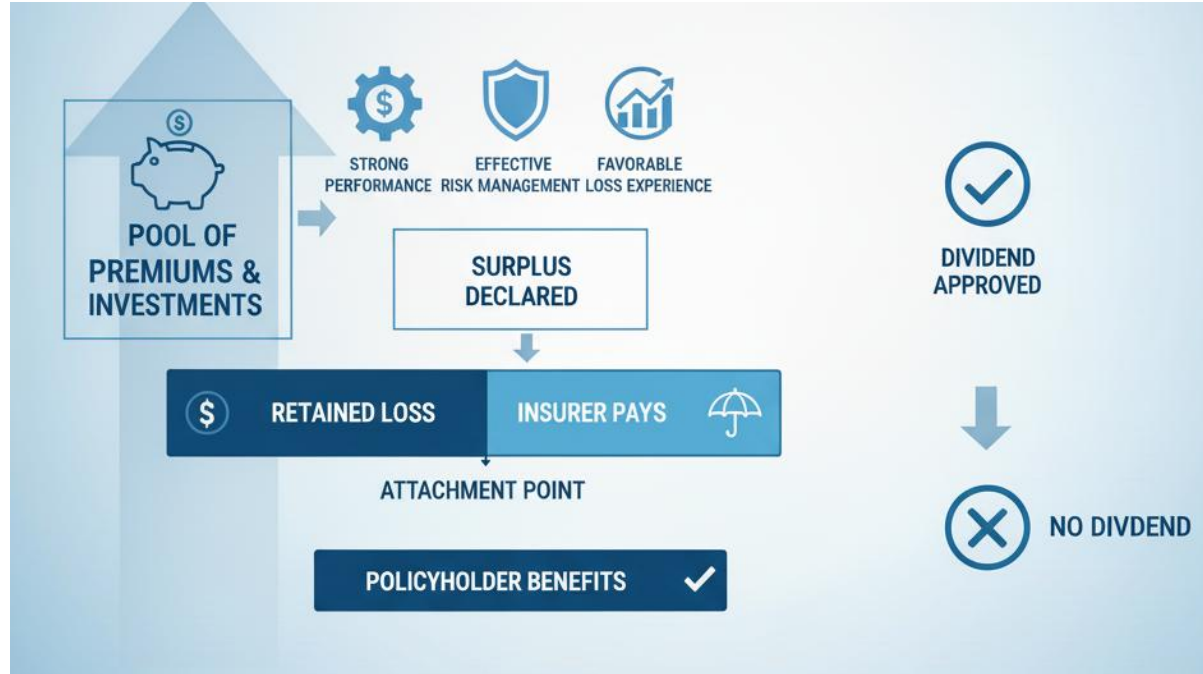 $
POOL OF
PREMIUMS &
INVESTMENTS
$
STRONG
PERFORMANCE
EFFECTIVE
RISK MANAGEMENT
FAVORABLE
LOSS EXPERIENCE
SURPLUS
DECLARED
$ RETAINED LOSS
INSURER PAYS
ATTACHMENT POINT
POLICYHOLDER BENEFITS
DIVIDEND
APPROVED
NO DIVDEND